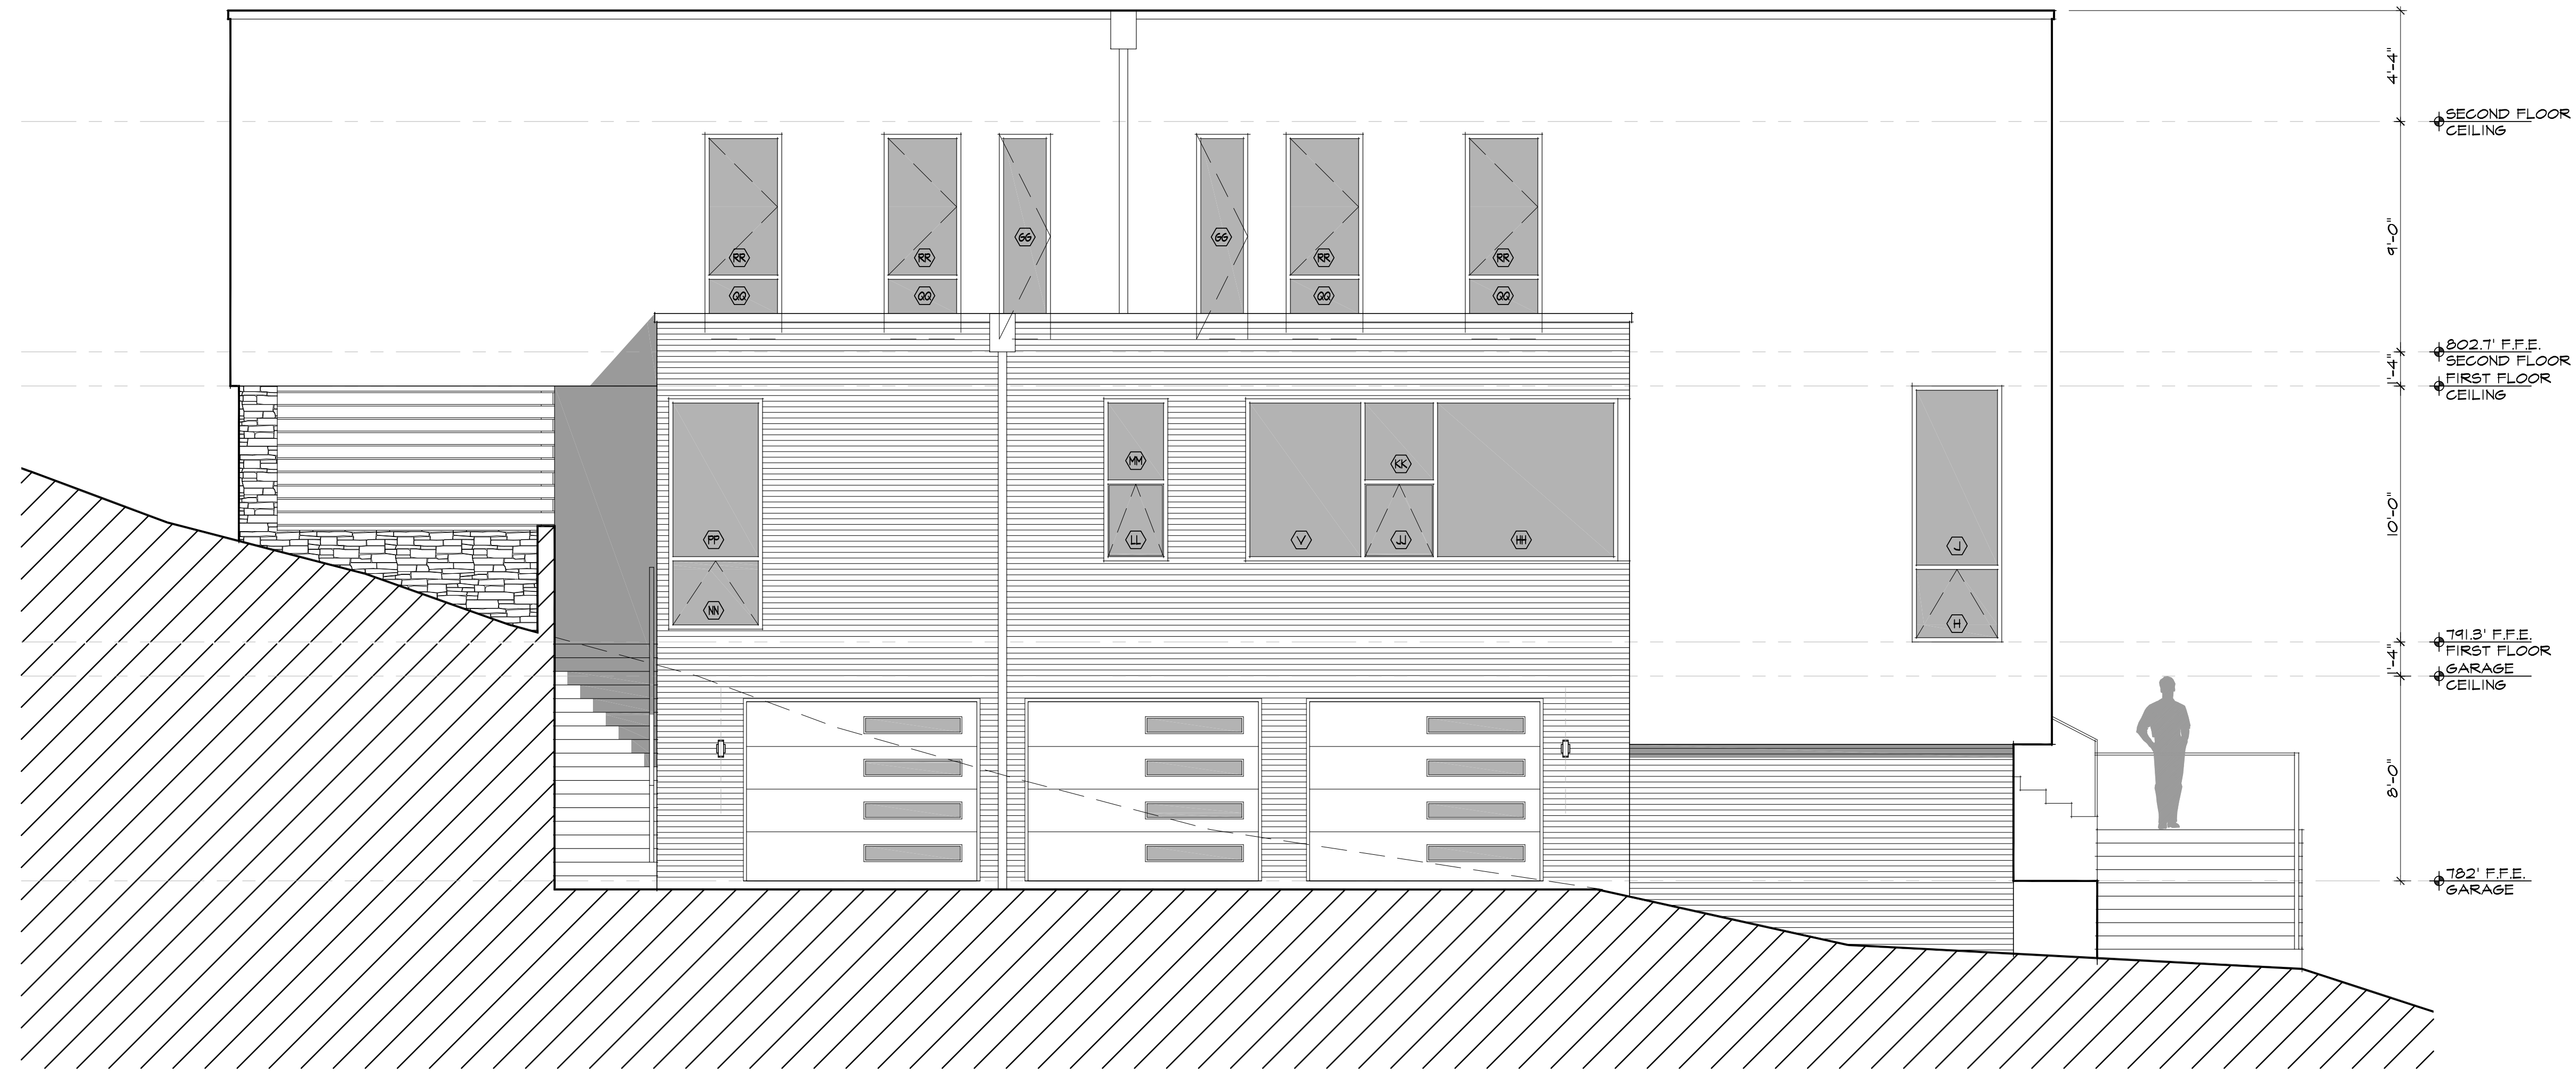 4'-4"
SECOND FLOOR
CEILING
9'-0"
RR
RR
GG
GG
RR
RR
QQ
QQ
QQ
QQ
802.7' F.F.E.
SECOND FLOOR
1'-4"
FIRST FLOOR
CEILING
MM
KK
10'-0"
PP
LL
V
JJ
HH
J
NN
H
791.3' F.F.E.
FIRST FLOOR
1'-4"
GARAGE
CEILING
8'-0"
782' F.F.E.
GARAGE